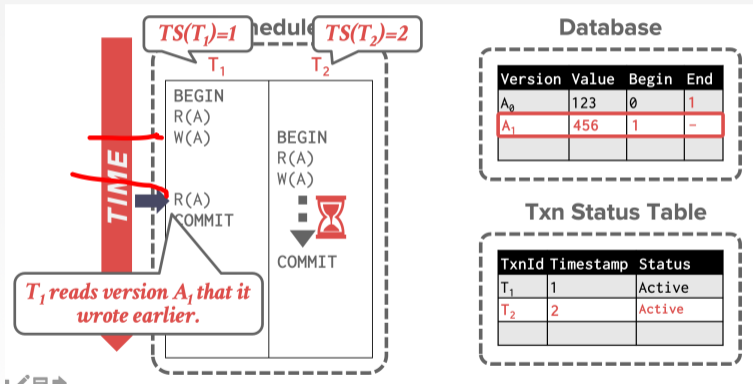 TS(T₁)=1
TS(T₂)=2
hedule
T₁
T₂
BEGIN
R(A)
W(A)
R(A)
COMMIT
BEGIN
R(A)
W(A)
COMMIT
TIME
T₁ reads version A₁ that it
wrote earlier.
Database
Version Value Begin End
A₀ 123 0 1
A₁ 456 1 -
Txn Status Table
TxnId Timestamp Status
T₁ 1 Active
T₂ 2 Active